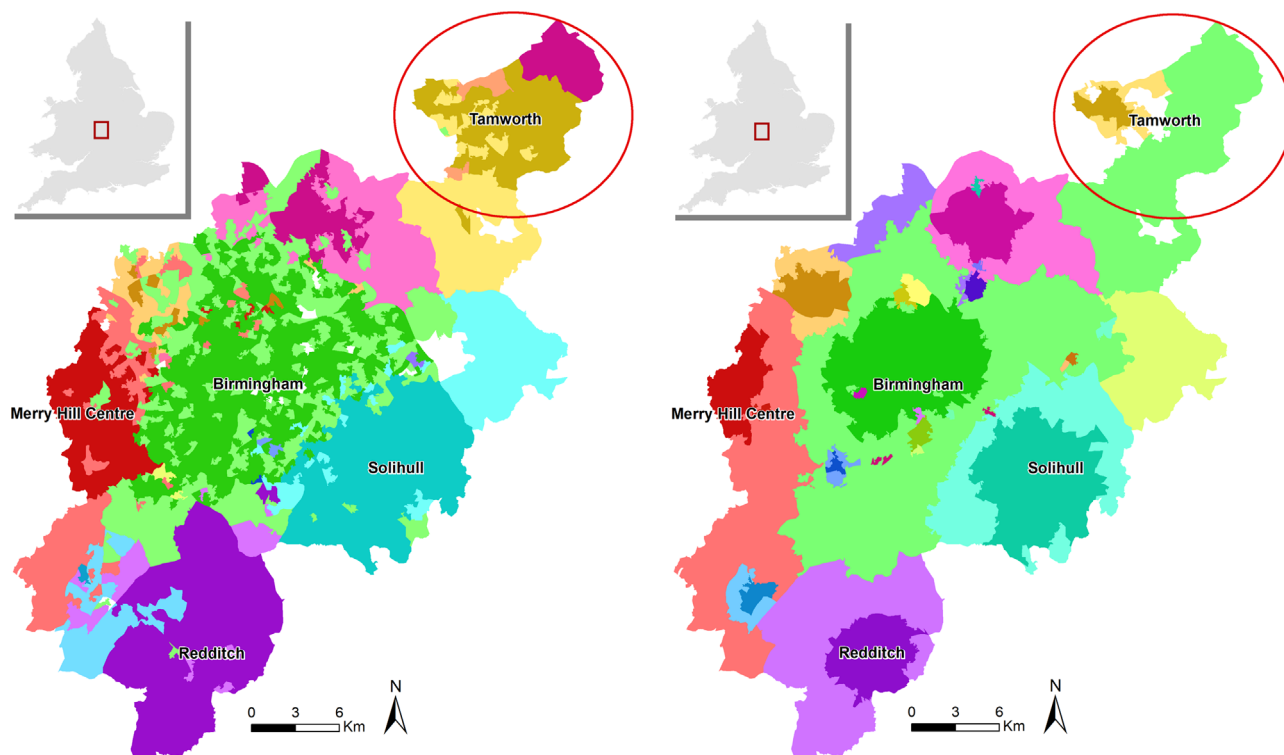 Tamworth
Birmingham
Merry Hill Centre
Solihull
Redditch
N
0 3 6
Km
Tamworth
Birmingham
Merry Hill Centre
Solihull
Redditch
N
0 3 6
Km